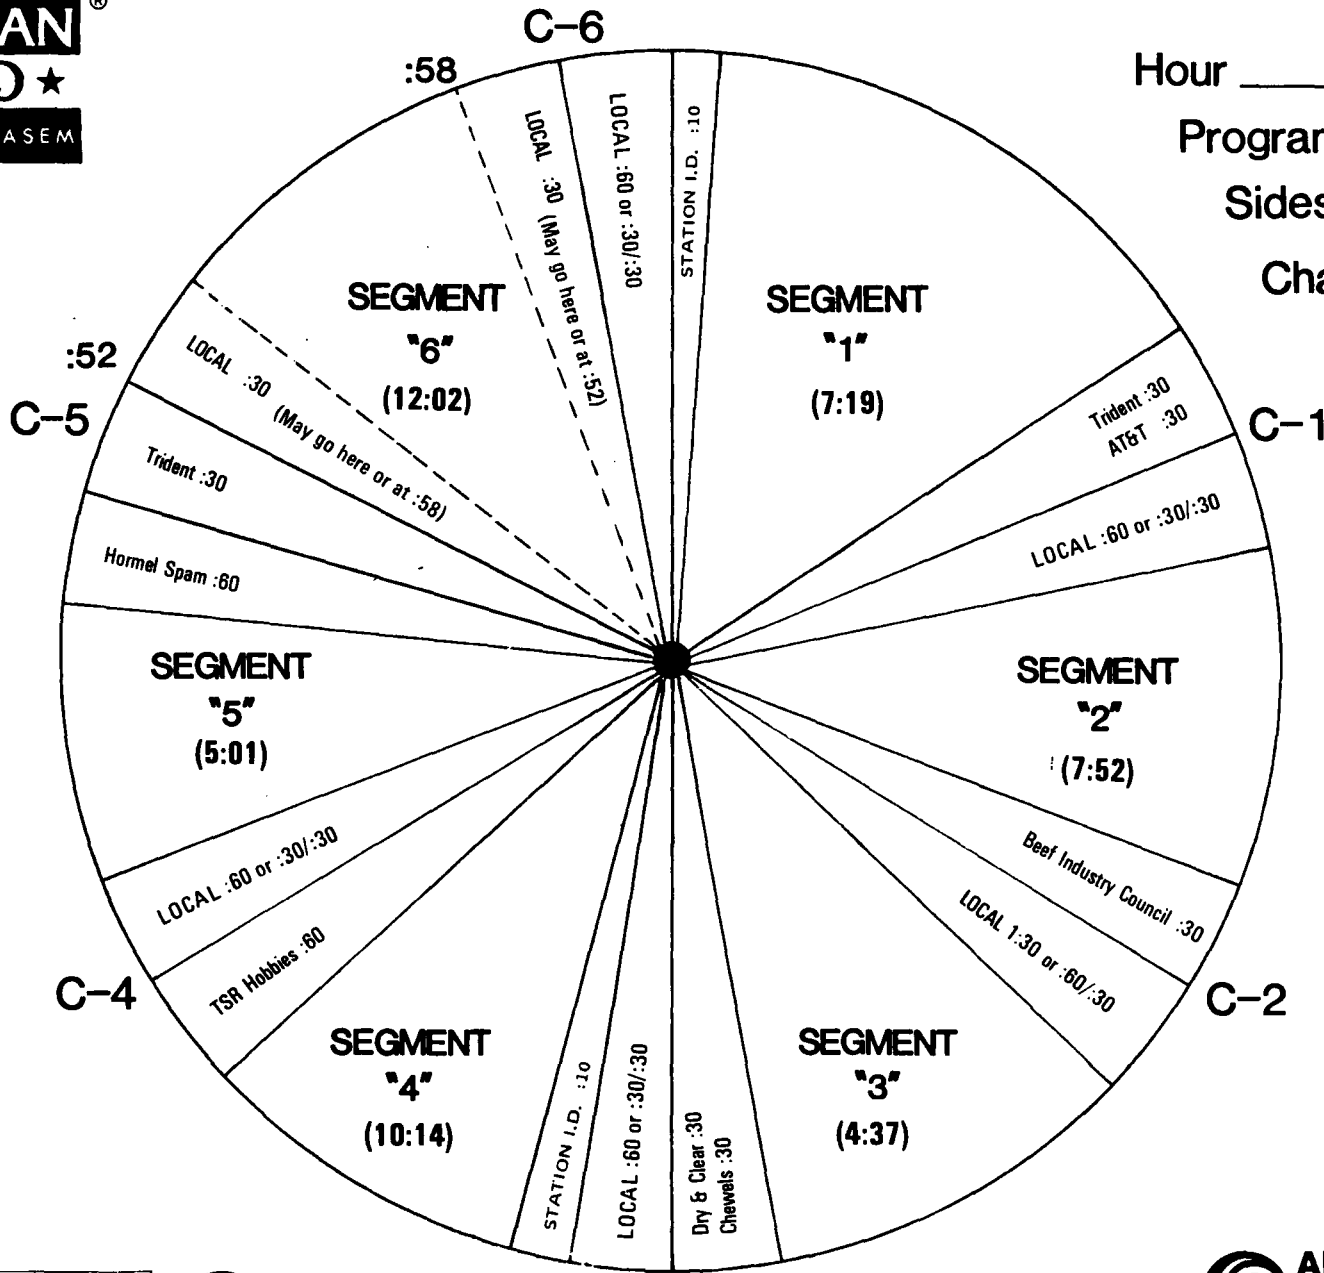 AN
®
ASEM
C-6
:58
Hour
Sides
:52
C-5
C-4
C-1
C-2
STATION I.D. :10
SEGMENT
"1"
(7:19)
Trident :30
AT&T :30
LOCAL :60 or :30/:30
SEGMENT
"2"
(7:52)
Beef Industry Council :30
LOCAL 1:30 or :60/:30
SEGMENT
"3"
(4:37)
Dry & Clear :30
Chewels :30
LOCAL :60 or :30/:30
STATION I.D. :10
SEGMENT
"4"
(10:14)
TSR Hobbies :60
LOCAL :60 or :30/:30
SEGMENT
"5"
(5:01)
Hormel Spam :60
Trident :30
LOCAL :30 (May go here or at :58)
SEGMENT
"6"
(12:02)
LOCAL :30 (May go here or at :52)
LOCAL :60 or :30/:30